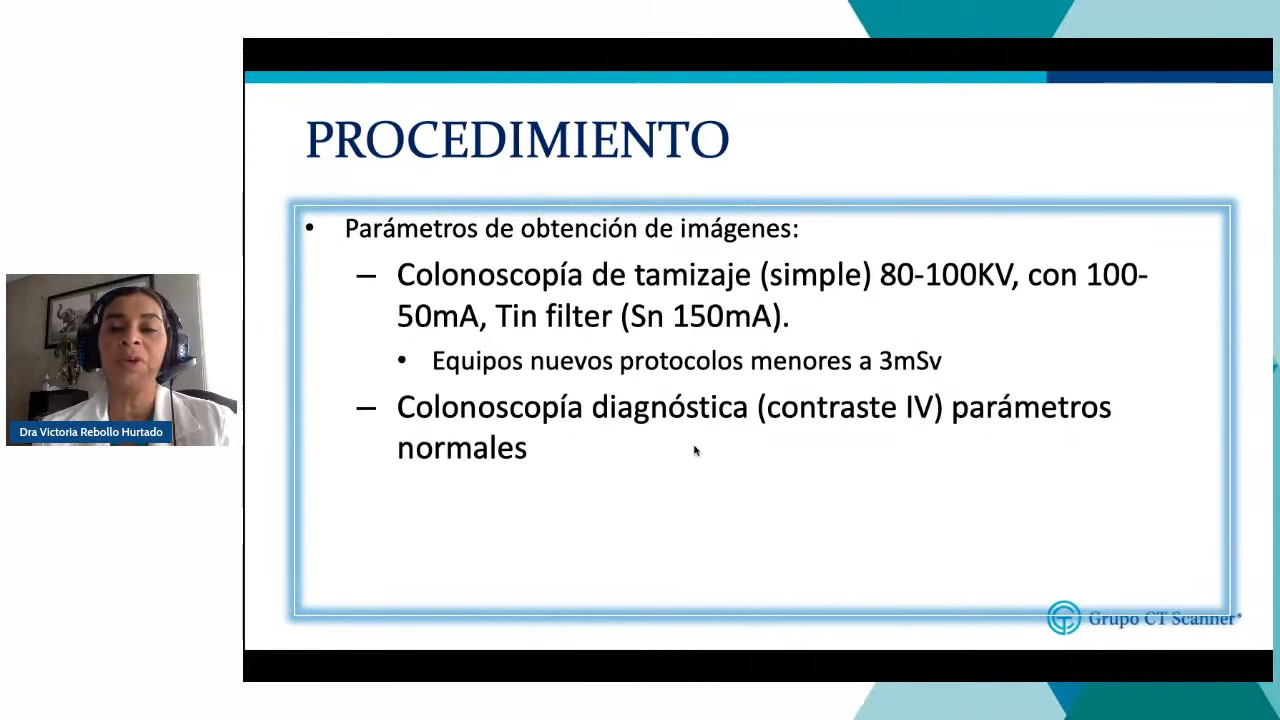 PROCEDIMIENTO
• Parámetros de obtención de imágenes:
– Colonoscopía de tamizaje (simple) 80-100KV, con 100-
50mA, Tin filter (Sn 150mA).
• Equipos nuevos protocolos menores a 3mSv
– Colonoscopía diagnóstica (contraste IV) parámetros
normales
Dra Victoria Rebollo Hurtado
Grupo CT Scanner®